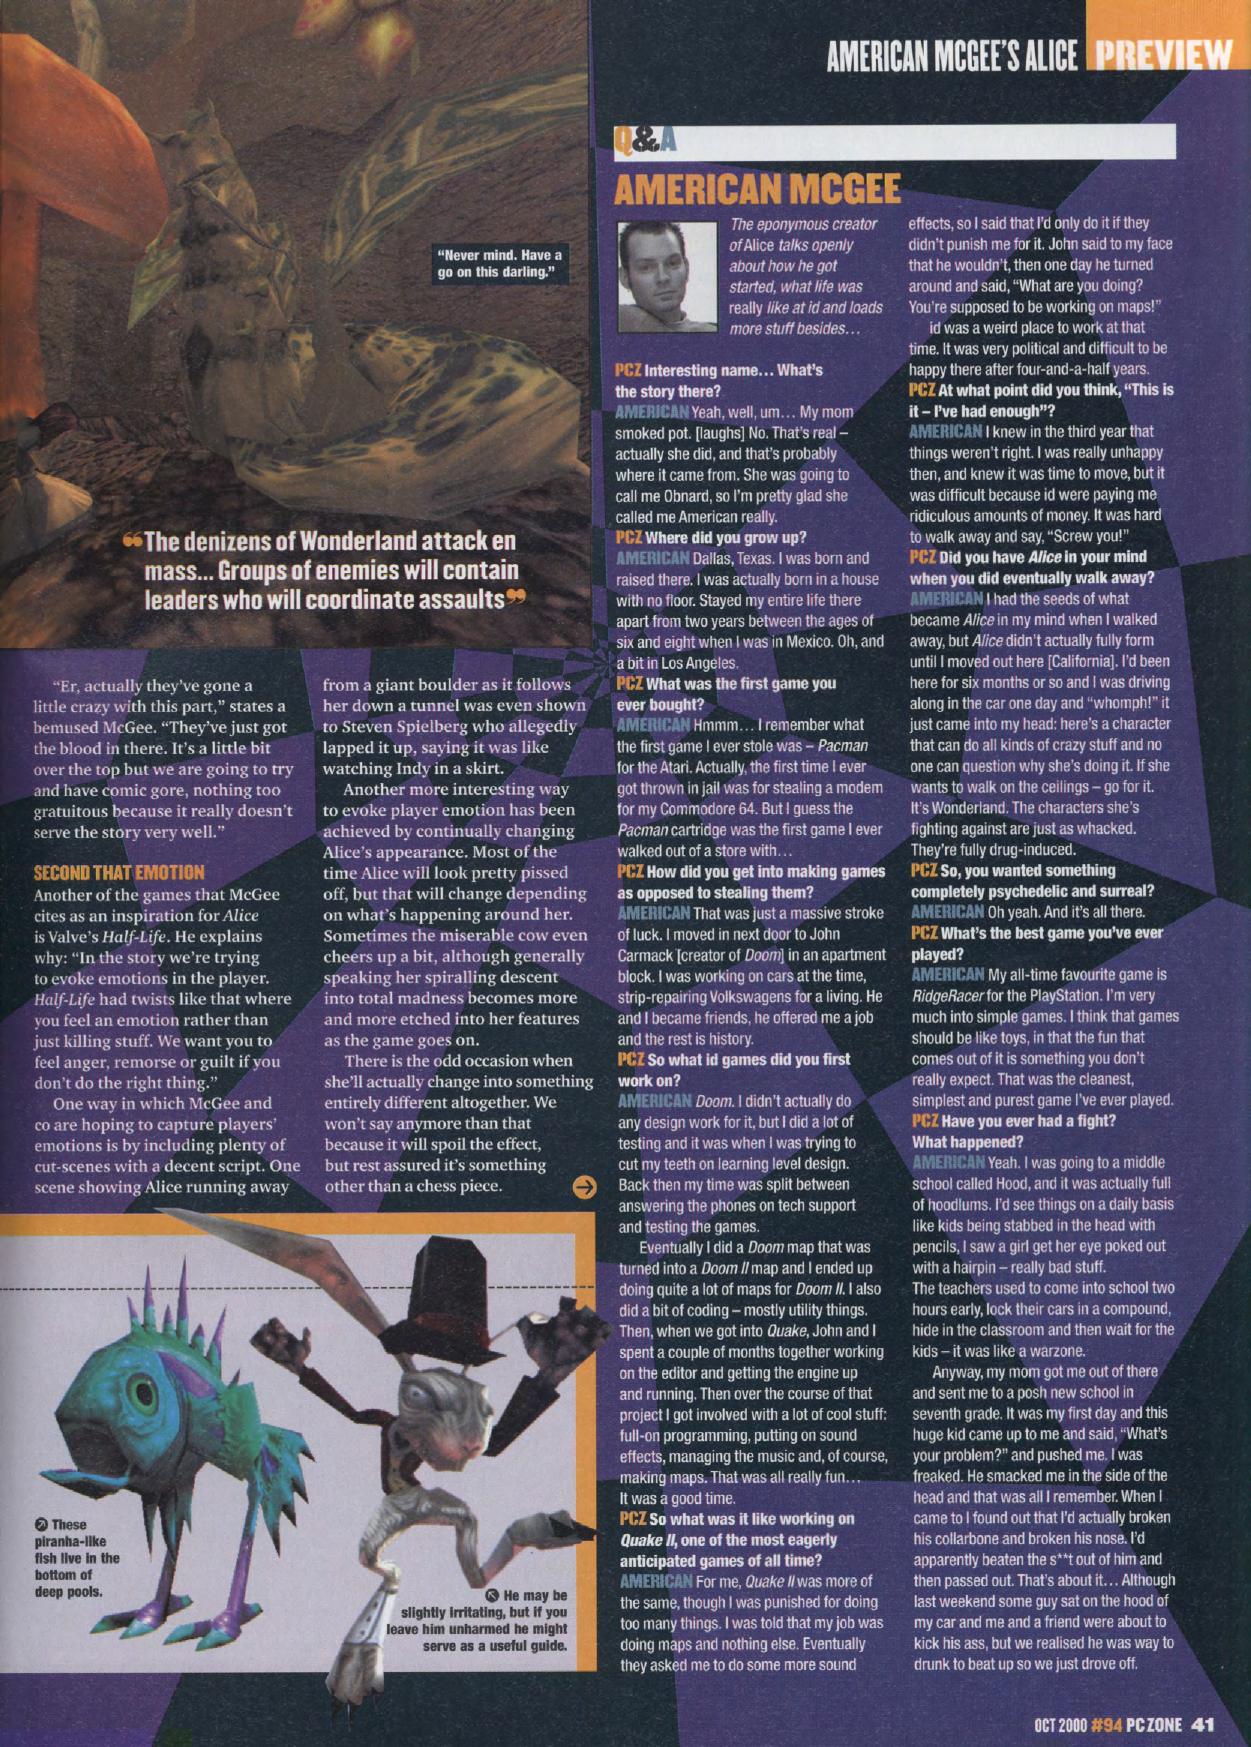 AMERICAN MCGEE'S ALICE PREVIEW
"Never mind. Have a
go on this darling."
❝The denizens of Wonderland attack en
mass... Groups of enemies will contain
leaders who will coordinate assaults❞
"Er, actually they've gone a
little crazy with this part," states a
bemused McGee. "They've just got
the blood in there. It's a little bit
over the top but we are going to try
and have comic gore, nothing too
gratuitous because it really doesn't
serve the story very well."
SECOND THAT EMOTION
Another of the games that McGee
cites as an inspiration for Alice
is Valve's Half-Life. He explains
why: "In the story we're trying
to evoke emotions in the player.
Half-Life had twists like that where
you feel an emotion rather than
just killing stuff. We want you to
feel anger, remorse or guilt if you
don't do the right thing."
One way in which McGee and
co are hoping to capture players'
emotions is by including plenty of
cut-scenes with a decent script. One
scene showing Alice running away
from a giant boulder as it follows
her down a tunnel was even shown
to Steven Spielberg who allegedly
lapped it up, saying it was like
watching Indy in a skirt.
Another more interesting way
to evoke player emotion has been
achieved by continually changing
Alice's appearance. Most of the
time Alice will look pretty pissed
off, but that will change depending
on what's happening around her.
Sometimes the miserable cow even
cheers up a bit, although generally
speaking her spiralling descent
into total madness becomes more
and more etched into her features
as the game goes on.
There is the odd occasion when
she'll actually change into something
entirely different altogether. We
won't say anymore than that
because it will spoil the effect,
but rest assured it's something
other than a chess piece.
These
piranha-like
fish live in the
bottom of
deep pools.
He may be
slightly irritating, but if you
leave him unharmed he might
serve as a useful guide.
Q&A
AMERICAN MCGEE
The eponymous creator
of Alice talks openly
about how he got
started, what life was
really like at id and loads
more stuff besides...
PCZ Interesting name... What's
the story there?
AMERICAN Yeah, well, um... My mom
smoked pot. [laughs] No. That's real –
actually she did, and that's probably
where it came from. She was going to
call me Obnard, so I'm pretty glad she
called me American really.
PCZ Where did you grow up?
AMERICAN Dallas, Texas. I was born and
raised there. I was actually born in a house
with no floor. Stayed my entire life there
apart from two years between the ages of
six and eight when I was in Mexico. Oh, and
a bit in Los Angeles.
PCZ What was the first game you
ever bought?
AMERICAN Hmmm... I remember what
the first game I ever stole was – Pacman
for the Atari. Actually, the first time I ever
got thrown in jail was for stealing a modem
for my Commodore 64. But I guess the
Pacman cartridge was the first game I ever
walked out of a store with...
PCZ How did you get into making games
as opposed to stealing them?
AMERICAN That was just a massive stroke
of luck. I moved in next door to John
Carmack [creator of Doom] in an apartment
block. I was working on cars at the time,
strip-repairing Volkswagens for a living. He
and I became friends, he offered me a job
and the rest is history.
PCZ So what id games did you first
work on?
AMERICAN Doom. I didn't actually do
any design work for it, but I did a lot of
testing and it was when I was trying to
cut my teeth on learning level design.
Back then my time was split between
answering the phones on tech support
and testing the games.
Eventually I did a Doom map that was
turned into a Doom II map and I ended up
doing quite a lot of maps for Doom II. I also
did a bit of coding – mostly utility things.
Then, when we got into Quake, John and I
spent a couple of months together working
on the editor and getting the engine up
and running. Then over the course of that
project I got involved with a lot of cool stuff:
full-on programming, putting on sound
effects, managing the music and, of course,
making maps. That was all really fun...
It was a good time.
PCZ So what was it like working on
Quake II, one of the most eagerly
anticipated games of all time?
AMERICAN For me, Quake II was more of
the same, though I was punished for doing
too many things. I was told that my job was
doing maps and nothing else. Eventually
they asked me to do some more sound
effects, so I said that I'd only do it if they
didn't punish me for it. John said to my face
that he wouldn't, then one day he turned
around and said, "What are you doing?
You're supposed to be working on maps!"
id was a weird place to work at that
time. It was very political and difficult to be
happy there after four-and-a-half years.
PCZ At what point did you think, "This is
it – I've had enough"?
AMERICAN I knew in the third year that
things weren't right. I was really unhappy
then, and knew it was time to move, but it
was difficult because id were paying me
ridiculous amounts of money. It was hard
to walk away and say, "Screw you!"
PCZ Did you have Alice in your mind
when you did eventually walk away?
AMERICAN I had the seeds of what
became Alice in my mind when I walked
away, but Alice didn't actually fully form
until I moved out here [California]. I'd been
here for six months or so and I was driving
along in the car one day and "whomph!" it
just came into my head: here's a character
that can do all kinds of crazy stuff and no
one can question why she's doing it. If she
wants to walk on the ceilings – go for it.
It's Wonderland. The characters she's
fighting against are just as whacked.
They're fully drug-induced.
PCZ So, you wanted something
completely psychedelic and surreal?
AMERICAN Oh yeah. And it's all there.
PCZ What's the best game you've ever
played?
AMERICAN My all-time favourite game is
RidgeRacer for the PlayStation. I'm very
much into simple games. I think that games
should be like toys, in that the fun that
comes out of it is something you don't
really expect. That was the cleanest,
simplest and purest game I've ever played.
PCZ Have you ever had a fight?
What happened?
AMERICAN Yeah. I was going to a middle
school called Hood, and it was actually full
of hoodlums. I'd see things on a daily basis
like kids being stabbed in the head with
pencils, I saw a girl get her eye poked out
with a hairpin – really bad stuff.
The teachers used to come into school two
hours early, lock their cars in a compound,
hide in the classroom and then wait for the
kids – it was like a warzone.
Anyway, my mom got me out of there
and sent me to a posh new school in
seventh grade. It was my first day and this
huge kid came up to me and said, "What's
your problem?" and pushed me. I was
freaked. He smacked me in the side of the
head and that was all I remember. When I
came to I found out that I'd actually broken
his collarbone and broken his nose. I'd
apparently beaten the s**t out of him and
then passed out. That's about it... Although
last weekend some guy sat on the hood of
my car and me and a friend were about to
kick his ass, but we realised he was way to
drunk to beat up so we just drove off.
OCT 2000 #94 PC ZONE 41